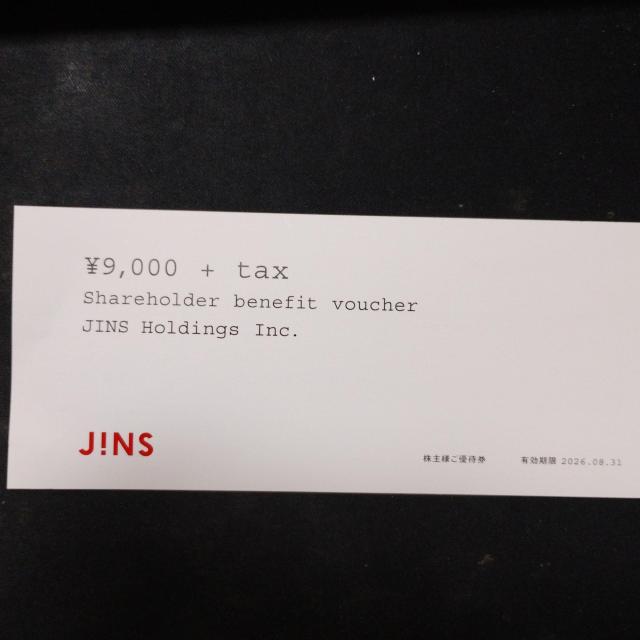 ¥9,000 + tax
Shareholder benefit voucher
JINS Holdings Inc.
J!NS
株主様ご優待券 有効期限 2026.08.31